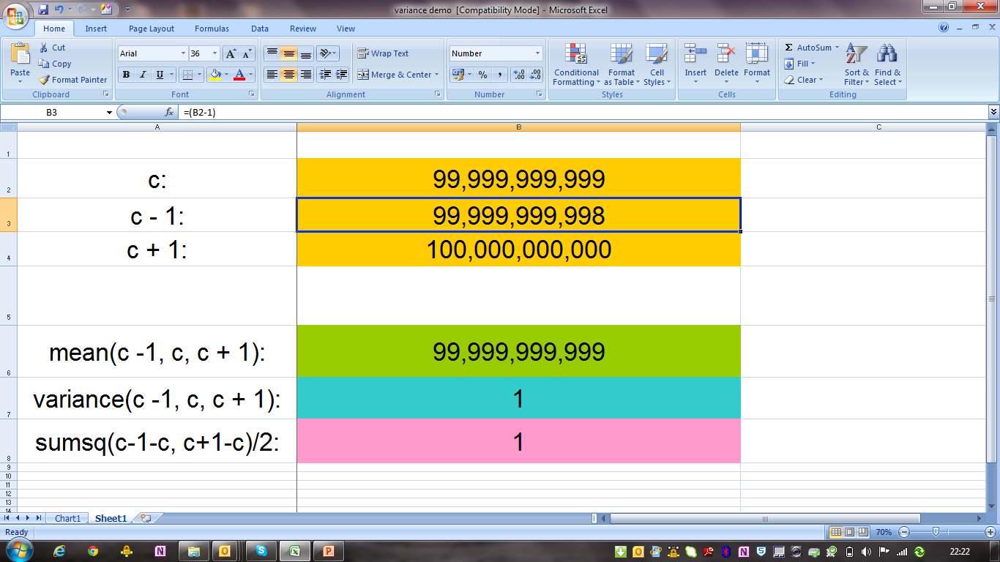 variance demo [Compatibility Mode] - Microsoft Excel
Home Insert Page Layout Formulas Data Review View
Paste
Cut
Copy
Format Painter
Clipboard
Arial 36 A A
B I U A
Font
Wrap Text
Merge & Center
Alignment
Number
% , .0 .00 .00 .0
Number
Conditional Formatting
Format as Table
Cell Styles
Styles
Insert Delete Format
Cells
Σ AutoSum
Fill
Clear
Sort & Filter
Find & Select
Editing
B3 fx =(B2-1)
A B C
1
2 c: 99,999,999,999
3 c - 1: 99,999,999,998
4 c + 1: 100,000,000,000
5
6 mean(c -1, c, c + 1): 99,999,999,999
7 variance(c -1, c, c + 1): 1
8 sumsq(c-1-c, c+1-c)/2: 1
9
10
11
12
13
14
Chart1 Sheet1
Ready 70%
22:22